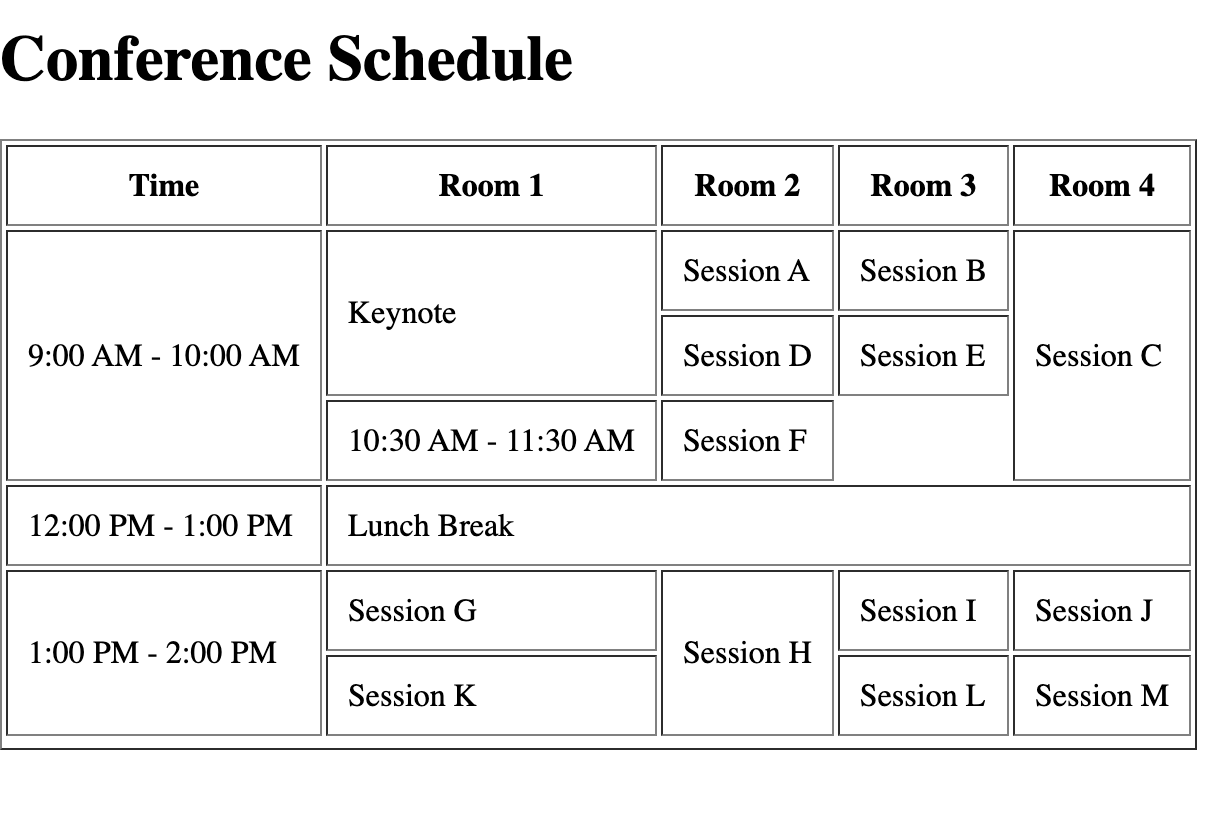 Conference Schedule
Time Room 1 Room 2 Room 3 Room 4
9:00 AM - 10:00 AM Keynote Session A Session B Session C
Session D Session E
10:30 AM - 11:30 AM Session F
12:00 PM - 1:00 PM Lunch Break
1:00 PM - 2:00 PM Session G Session H Session I Session J
Session K Session L Session M